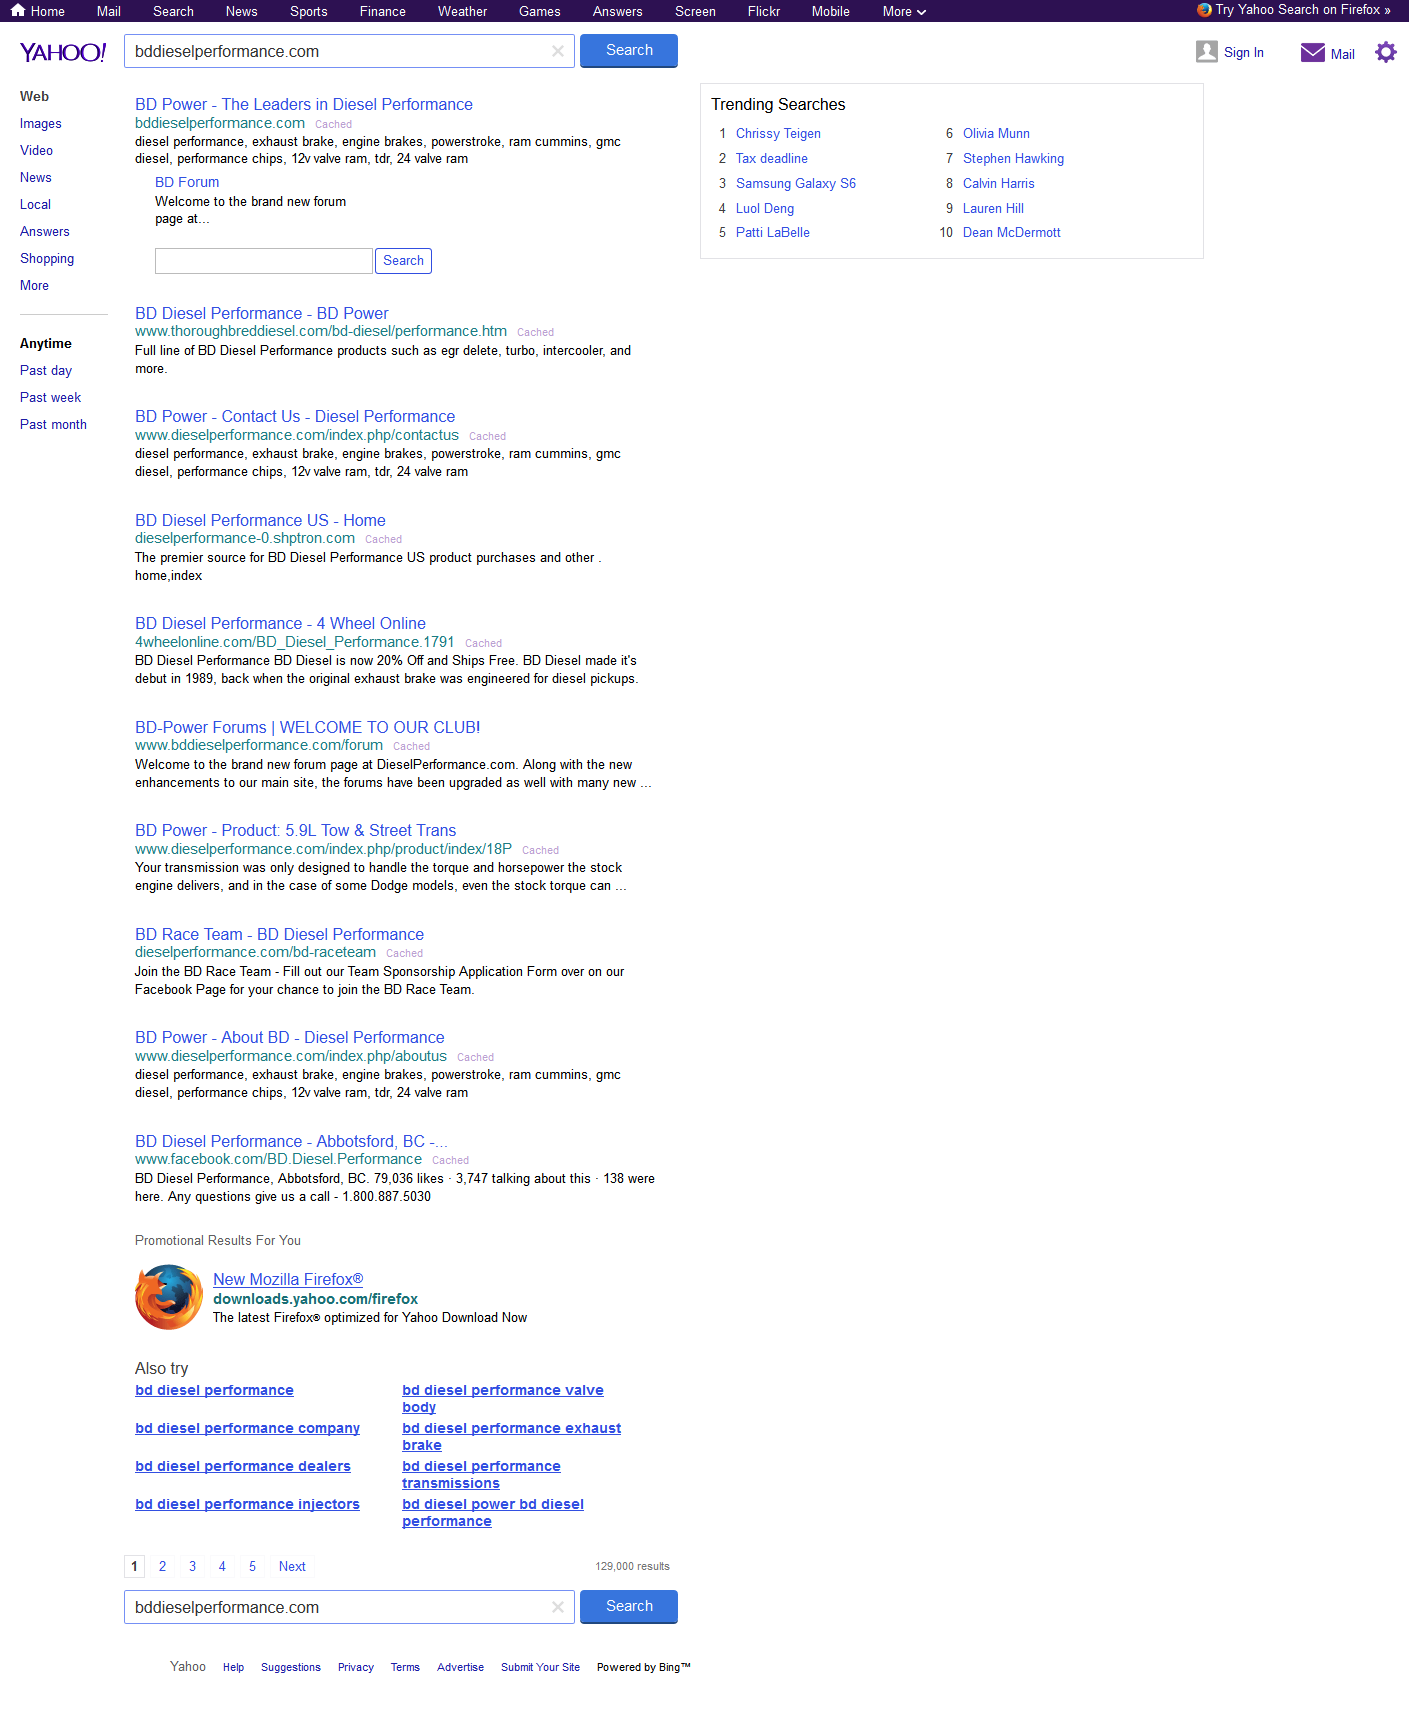 Home Mail Search News Sports Finance Weather Games Answers Screen Flickr Mobile More Try Yahoo Search on Firefox »
YAHOO! bddieselperformance.com Search Sign In Mail
Web
Images
Video
News
Local
Answers
Shopping
More
Anytime
Past day
Past week
Past month
BD Power - The Leaders in Diesel Performance
bddieselperformance.com Cached
diesel performance, exhaust brake, engine brakes, powerstroke, ram cummins, gmc
diesel, performance chips, 12v valve ram, tdr, 24 valve ram
BD Forum
Welcome to the brand new forum
page at...
Search
BD Diesel Performance - BD Power
www.thoroughbreddiesel.com/bd-diesel/performance.htm Cached
Full line of BD Diesel Performance products such as egr delete, turbo, intercooler, and
more.
BD Power - Contact Us - Diesel Performance
www.dieselperformance.com/index.php/contactus Cached
diesel performance, exhaust brake, engine brakes, powerstroke, ram cummins, gmc
diesel, performance chips, 12v valve ram, tdr, 24 valve ram
BD Diesel Performance US - Home
dieselperformance-0.shptron.com Cached
The premier source for BD Diesel Performance US product purchases and other .
home,index
BD Diesel Performance - 4 Wheel Online
4wheelonline.com/BD_Diesel_Performance.1791 Cached
BD Diesel Performance BD Diesel is now 20% Off and Ships Free. BD Diesel made it's
debut in 1989, back when the original exhaust brake was engineered for diesel pickups.
BD-Power Forums | WELCOME TO OUR CLUB!
www.bddieselperformance.com/forum Cached
Welcome to the brand new forum page at DieselPerformance.com. Along with the new
enhancements to our main site, the forums have been upgraded as well with many new ...
BD Power - Product: 5.9L Tow & Street Trans
www.dieselperformance.com/index.php/product/index/18P Cached
Your transmission was only designed to handle the torque and horsepower the stock
engine delivers, and in the case of some Dodge models, even the stock torque can ...
BD Race Team - BD Diesel Performance
dieselperformance.com/bd-raceteam Cached
Join the BD Race Team - Fill out our Team Sponsorship Application Form over on our
Facebook Page for your chance to join the BD Race Team.
BD Power - About BD - Diesel Performance
www.dieselperformance.com/index.php/aboutus Cached
diesel performance, exhaust brake, engine brakes, powerstroke, ram cummins, gmc
diesel, performance chips, 12v valve ram, tdr, 24 valve ram
BD Diesel Performance - Abbotsford, BC -...
www.facebook.com/BD.Diesel.Performance Cached
BD Diesel Performance, Abbotsford, BC. 79,036 likes · 3,747 talking about this · 138 were
here. Any questions give us a call - 1.800.887.5030
Promotional Results For You
New Mozilla Firefox®
downloads.yahoo.com/firefox
The latest Firefox® optimized for Yahoo Download Now
Also try
bd diesel performance
bd diesel performance company
bd diesel performance dealers
bd diesel performance injectors
bd diesel performance valve
body
bd diesel performance exhaust
brake
bd diesel performance
transmissions
bd diesel power bd diesel
performance
1 2 3 4 5 Next 129,000 results
bddieselperformance.com Search
Yahoo Help Suggestions Privacy Terms Advertise Submit Your Site Powered by Bing™
Trending Searches
1 Chrissy Teigen
2 Tax deadline
3 Samsung Galaxy S6
4 Luol Deng
5 Patti LaBelle
6 Olivia Munn
7 Stephen Hawking
8 Calvin Harris
9 Lauren Hill
10 Dean McDermott